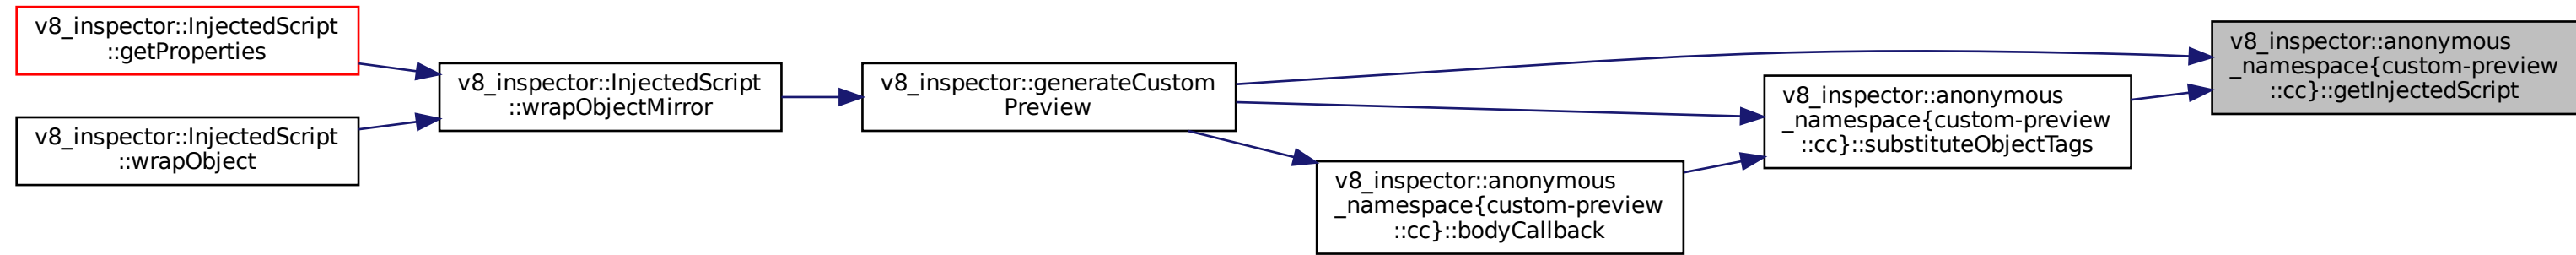 v8_inspector::InjectedScript
::getProperties
v8_inspector::InjectedScript
::wrapObject
v8_inspector::InjectedScript
::wrapObjectMirror
v8_inspector::generateCustom
Preview
v8_inspector::anonymous
_namespace{custom-preview
::cc}::bodyCallback
v8_inspector::anonymous
_namespace{custom-preview
::cc}::substituteObjectTags
v8_inspector::anonymous
_namespace{custom-preview
::cc}::getInjectedScript